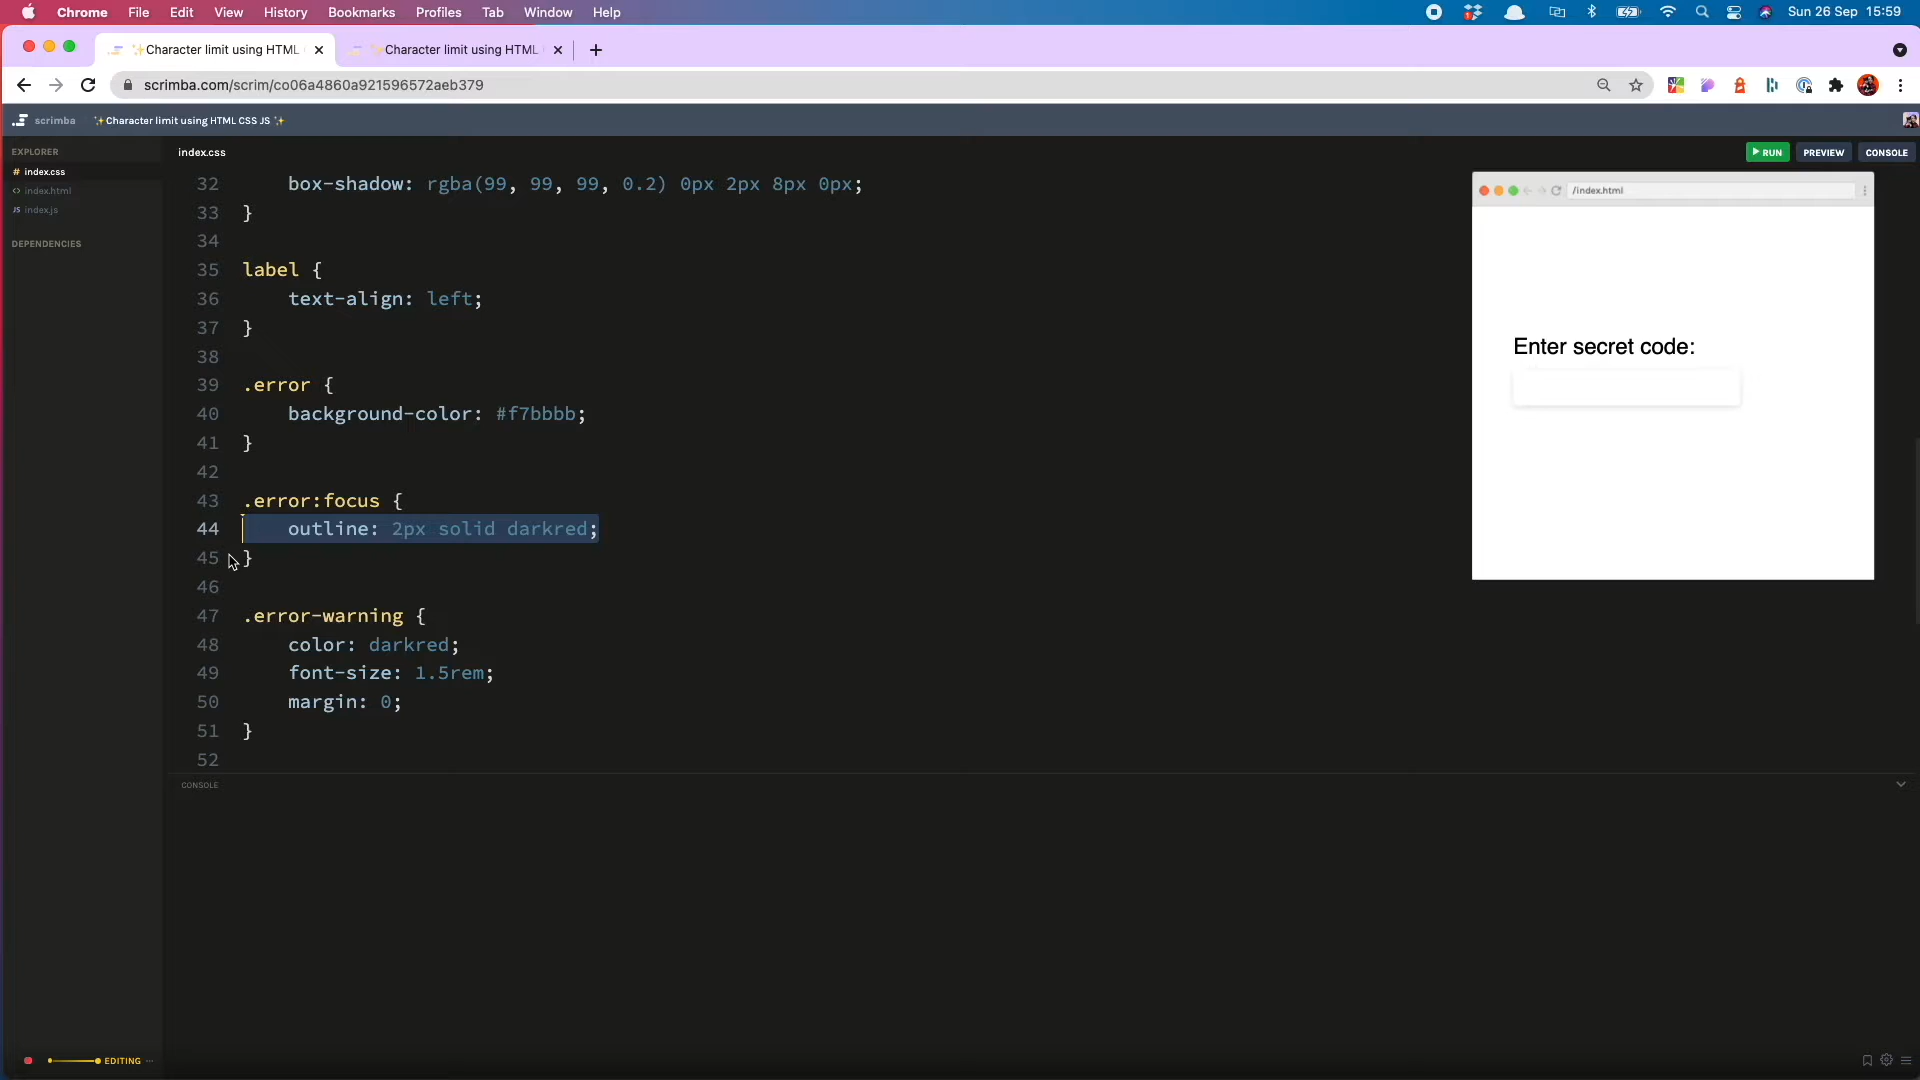 Chrome File Edit View History Bookmarks Profiles Tab Window Help Sun 26 Sep 15:59
✨Character limit using HTML ✨Character limit using HTML
scrimba.com/scrim/co06a4860a921596572aeb379
scrimba ✨Character limit using HTML CSS JS ✨
EXPLORER
# index.css
<> index.html
JS index.js
DEPENDENCIES
index.css
RUN PREVIEW CONSOLE
32 box-shadow: rgba(99, 99, 99, 0.2) 0px 2px 8px 0px;
33 }
34
35 label {
36 text-align: left;
37 }
38
39 .error {
40 background-color: #f7bbbb;
41 }
42
43 .error:focus {
44 outline: 2px solid darkred;
45 }
46
47 .error-warning {
48 color: darkred;
49 font-size: 1.5rem;
50 margin: 0;
51 }
52
/index.html
Enter secret code:
CONSOLE
EDITING ...